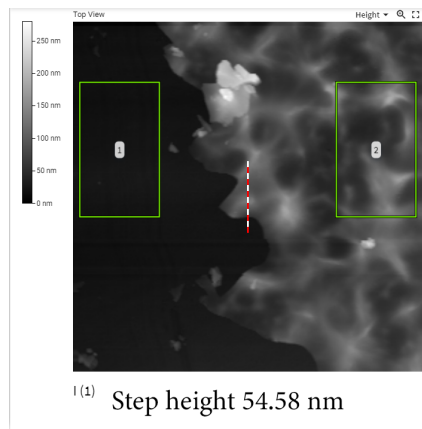 Top View
Height
250 nm
200 nm
150 nm
100 nm
50 nm
0 nm
1
2
l (1)
Step height 54.58 nm